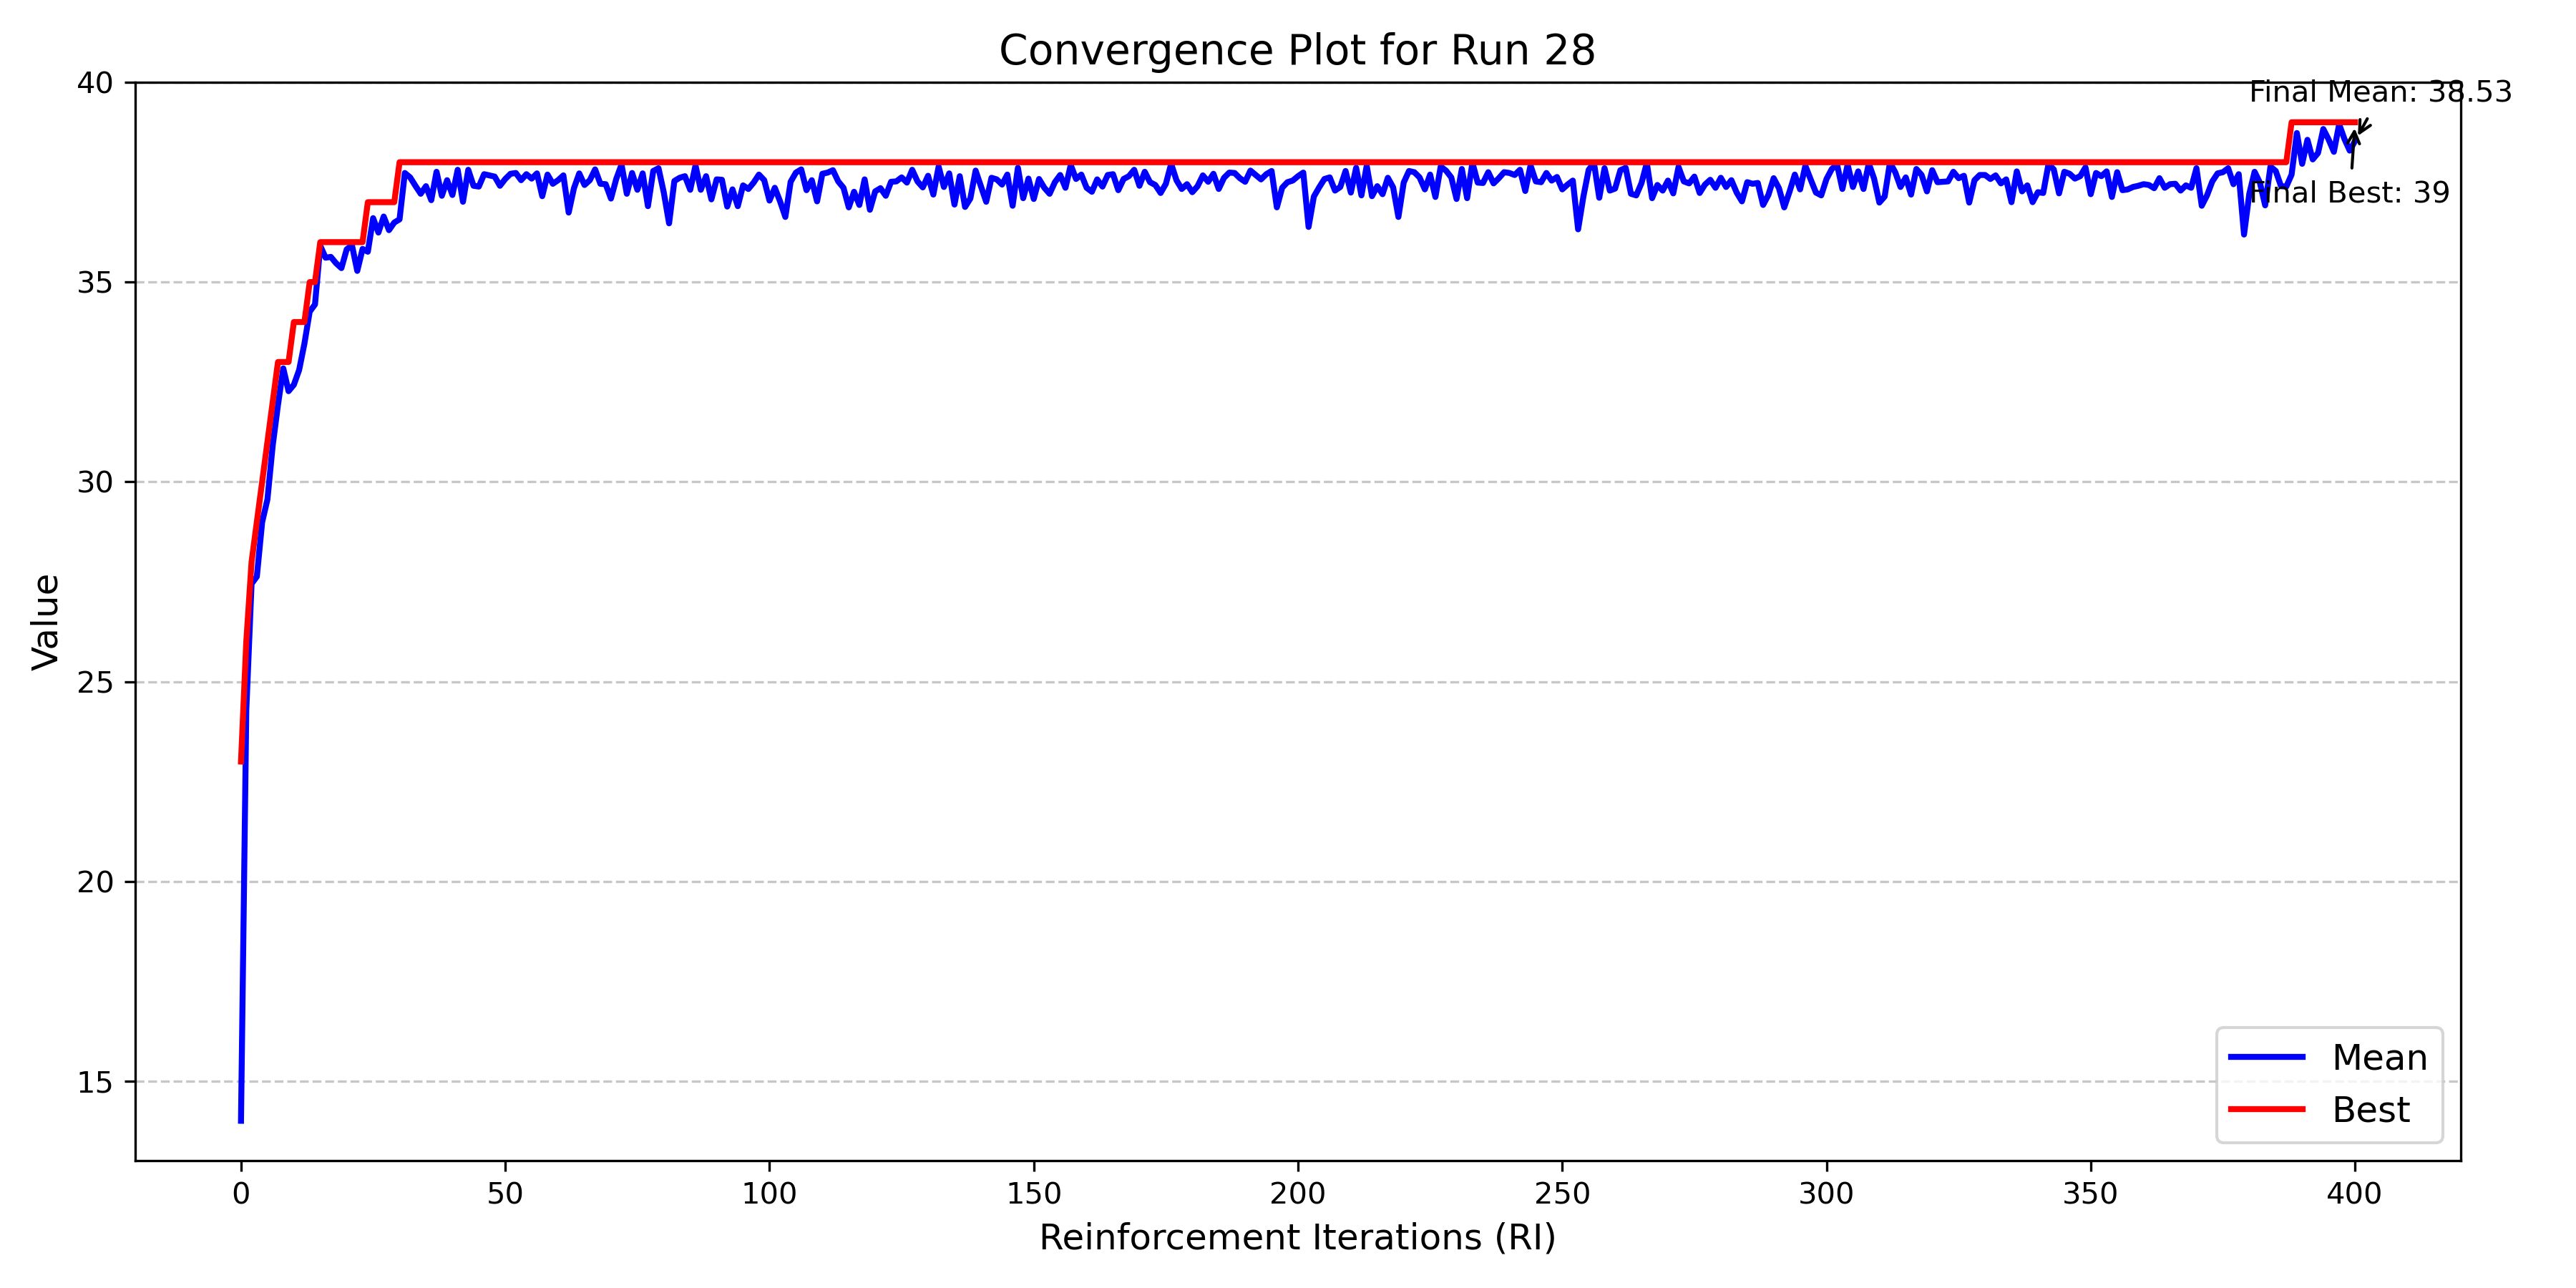 Convergence Plot for Run 28
Final Mean: 38.53
Final Best: 39
40
35
30
25
20
15
Value
0 50 100 150 200 250 300 350 400
Reinforcement Iterations (RI)
Mean
Best